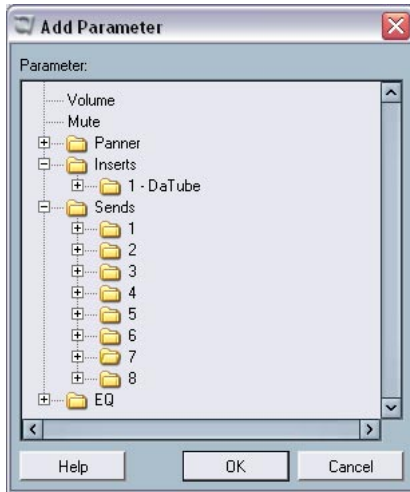 Add Parameter
Parameter:
Volume
Mute
Panner
Inserts
1 - DaTube
Sends
1
2
3
4
5
6
7
8
EQ
Help OK Cancel